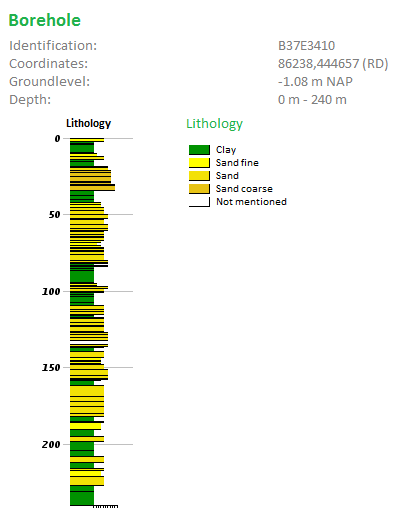 Borehole
Identification: B37E3410
Coordinates: 86238,444657 (RD)
Groundlevel: -1.08 m NAP
Depth: 0 m - 240 m
Lithology
Lithology
0
50
100
150
200
Clay
Sand fine
Sand
Sand coarse
Not mentioned